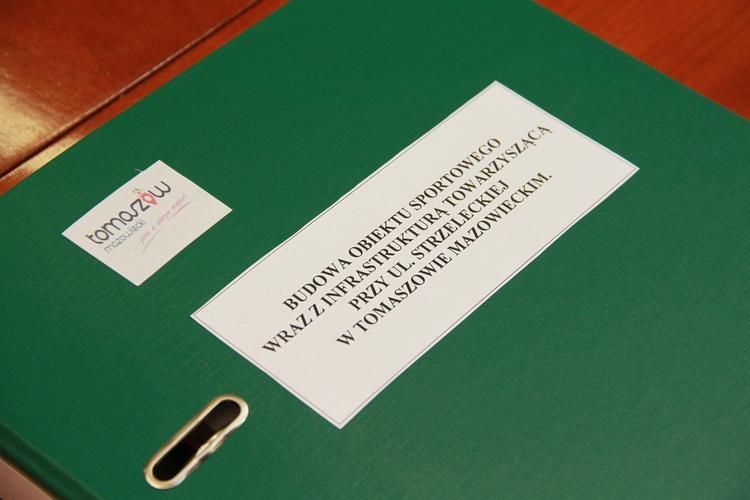 tomaszów
mazowiecki
BUDOWA OBIEKTU SPORTOWEGO
WRAZ Z INFRASTRUKTURĄ TOWARZYSZĄCĄ
PRZY UL. STRZELECKIEJ
W TOMASZOWIE MAZOWIECKIM.